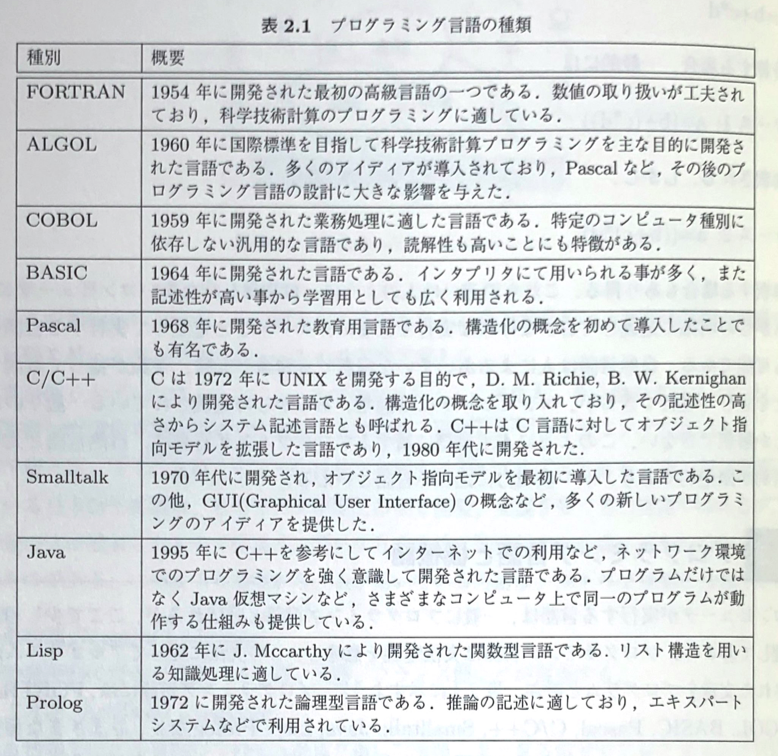 表 2.1　プログラミング言語の種類
種別　概要
FORTRAN　1954 年に開発された最初の高級言語の一つである．数値の取り扱いが工夫され
ており，科学技術計算のプログラミングに適している．
ALGOL　1960 年に国際標準を目指して科学技術計算プログラミングを主な目的に開発さ
れた言語である．多くのアイディアが導入されており，Pascal など，その後のプ
ログラミング言語の設計に大きな影響を与えた．
COBOL　1959 年に開発された業務処理に適した言語である．特定のコンピュータ種別に
依存しない汎用的な言語であり，読解性も高いことにも特徴がある．
BASIC　1964 年に開発された言語である．インタプリタにて用いられる事が多く，また
記述性が高い事から学習用としても広く利用される．
Pascal　1968 年に開発された教育用言語である．構造化の概念を初めて導入したことで
も有名である．
C/C++　C は 1972 年に UNIX を開発する目的で，D. M. Richie, B. W. Kernighan
により開発された言語である．構造化の概念を取り入れており，その記述性の高
さからシステム記述言語とも呼ばれる．C++は C 言語に対してオブジェクト指
向モデルを拡張した言語であり，1980 年代に開発された．
Smalltalk　1970 年代に開発され，オブジェクト指向モデルを最初に導入した言語である．こ
の他，GUI(Graphical User Interface) の概念など，多くの新しいプログラミ
ングのアイディアを提供した．
Java　1995 年に C++を参考にしてインターネットでの利用など，ネットワーク環境
でのプログラミングを強く意識して開発された言語である．プログラムだけでは
なく Java 仮想マシンなど，さまざまなコンピュータ上で同一のプログラムが動
作する仕組みも提供している．
Lisp　1962 年に J. Mccarthy により開発された関数型言語である．リスト構造を用い
る知識処理に適している．
Prolog　1972 に開発された論理型言語である．推論の記述に適しており，エキスパート
システムなどで利用されている．